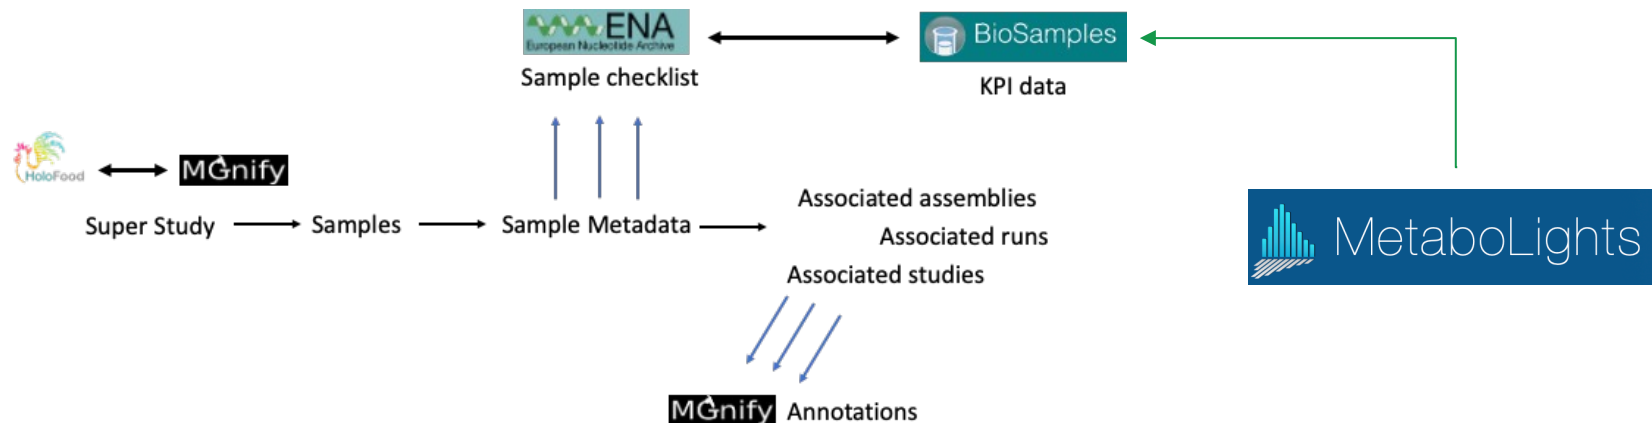 ENA
European Nucleotide Archive
BioSamples
Sample checklist
KPI data
HoloFood
MGnify
Super Study
Samples
Sample Metadata
Associated assemblies
Associated runs
Associated studies
MetaboLights
MGnify Annotations